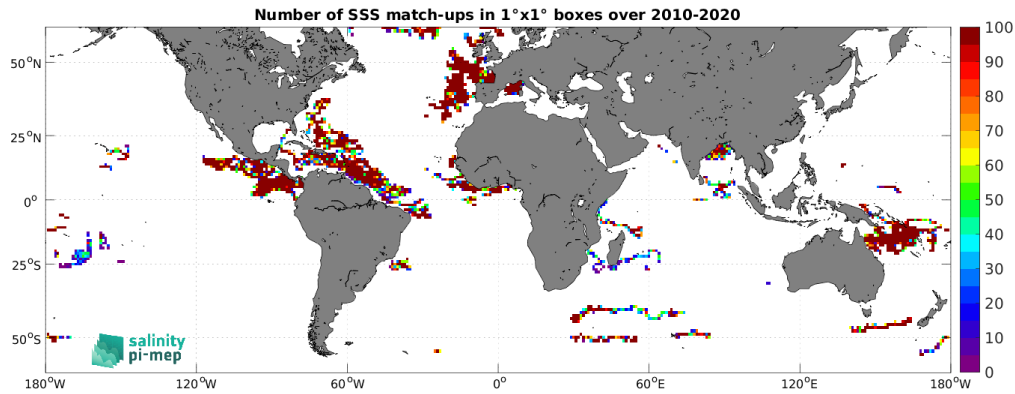 Number of SSS match-ups in 1°x1° boxes over 2010-2020
50°N
25°N
0°
25°S
50°S
180°W
120°W
60°W
0°
60°E
120°E
180°W
100
90
80
70
60
50
40
30
20
10
0
salinity
pi-mep